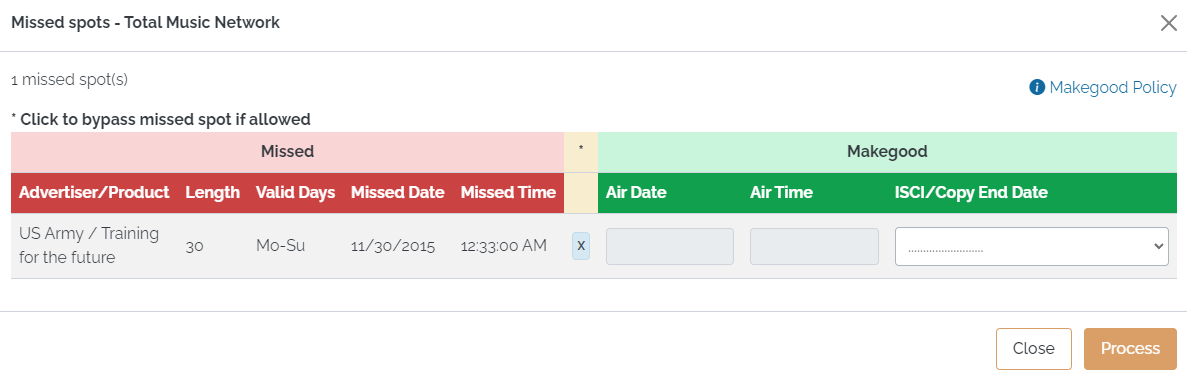 Missed spots - Total Music Network
1 missed spot(s)
Makegood Policy
* Click to bypass missed spot if allowed
Missed * Makegood
Advertiser/Product Length Valid Days Missed Date Missed Time Air Date Air Time ISCI/Copy End Date
US Army / Training for the future 30 Mo-Su 11/30/2015 12:33:00 AM X .........................
Close Process